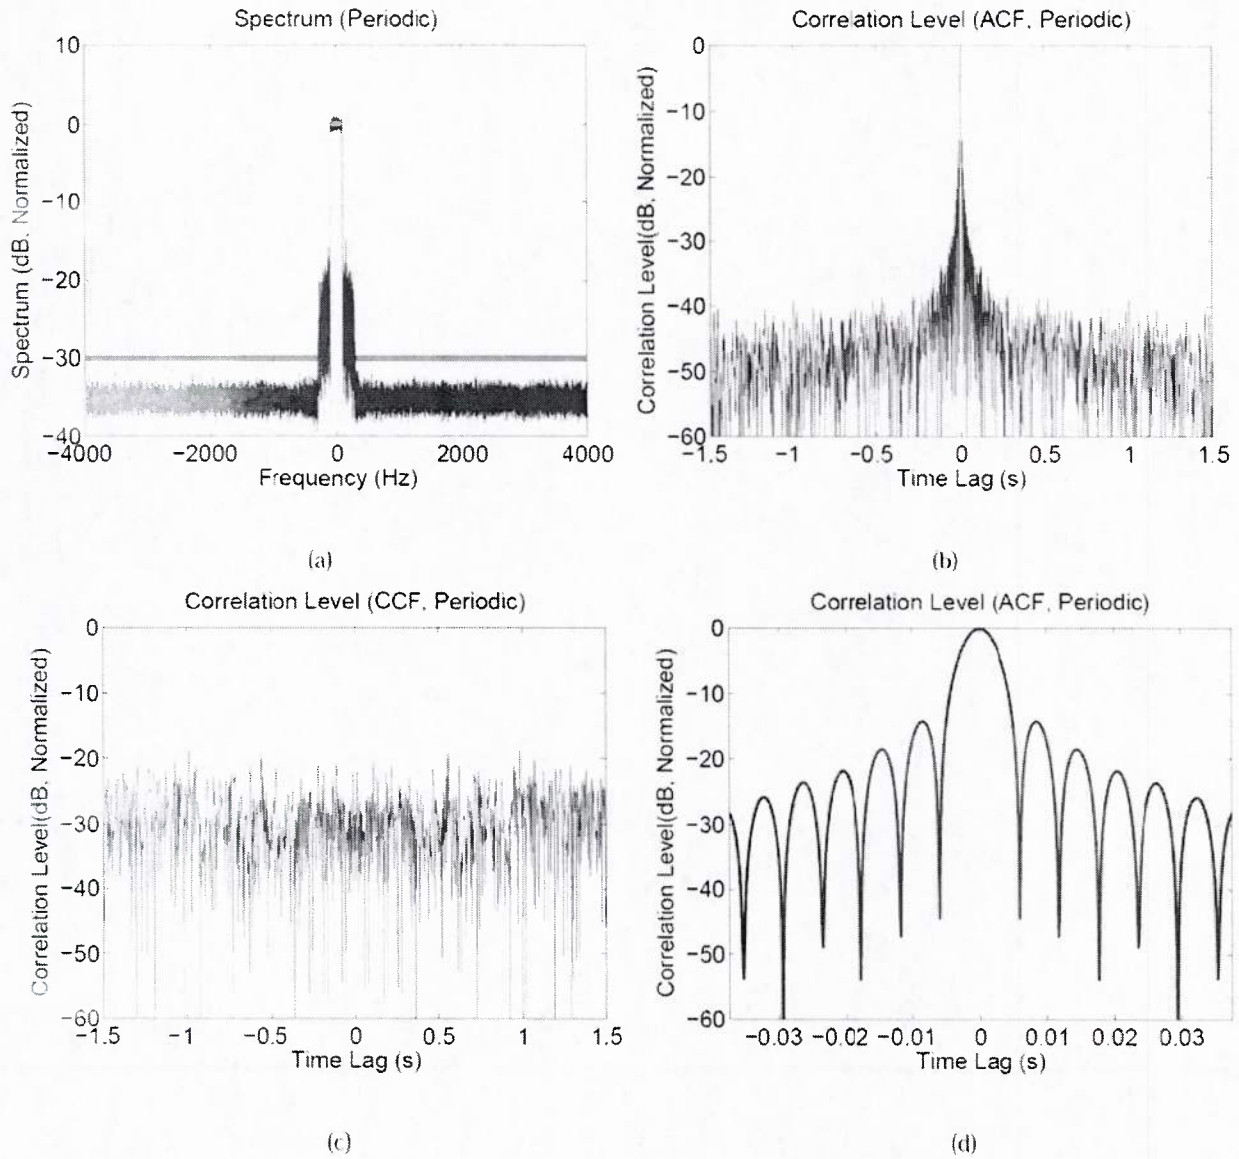 Spectrum (Periodic)
Spectrum (dB, Normalized)
10
0
−10
−20
−30
−40
−4000 −2000 0 2000 4000
Frequency (Hz)
(a)
Correlation Level (ACF, Periodic)
Correlation Level(dB, Normalized)
0
−10
−20
−30
−40
−50
−60
−1.5 −1 −0.5 0 0.5 1 1.5
Time Lag (s)
(b)
Correlation Level (CCF, Periodic)
Correlation Level(dB, Normalized)
0
−10
−20
−30
−40
−50
−60
−1.5 −1 −0.5 0 0.5 1 1.5
Time Lag (s)
(c)
Correlation Level (ACF, Periodic)
Correlation Level(dB, Normalized)
0
−10
−20
−30
−40
−50
−60
−0.03 −0.02 −0.01 0 0.01 0.02 0.03
Time Lag (s)
(d)